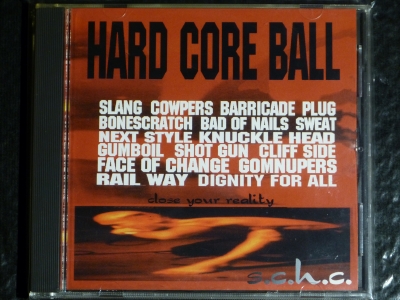 HARD CORE BALL
SLANG COWPERS BARRICADE PLUG
BONESCRATCH BAD OF NAILS SWEAT
NEXT STYLE KNUCKLE HEAD
GUMBOIL SHOT GUN CLIFF SIDE
FACE OF CHANGE GOMNUPERS
RAIL WAY DIGNITY FOR ALL
close your reality
s.c.h.c.